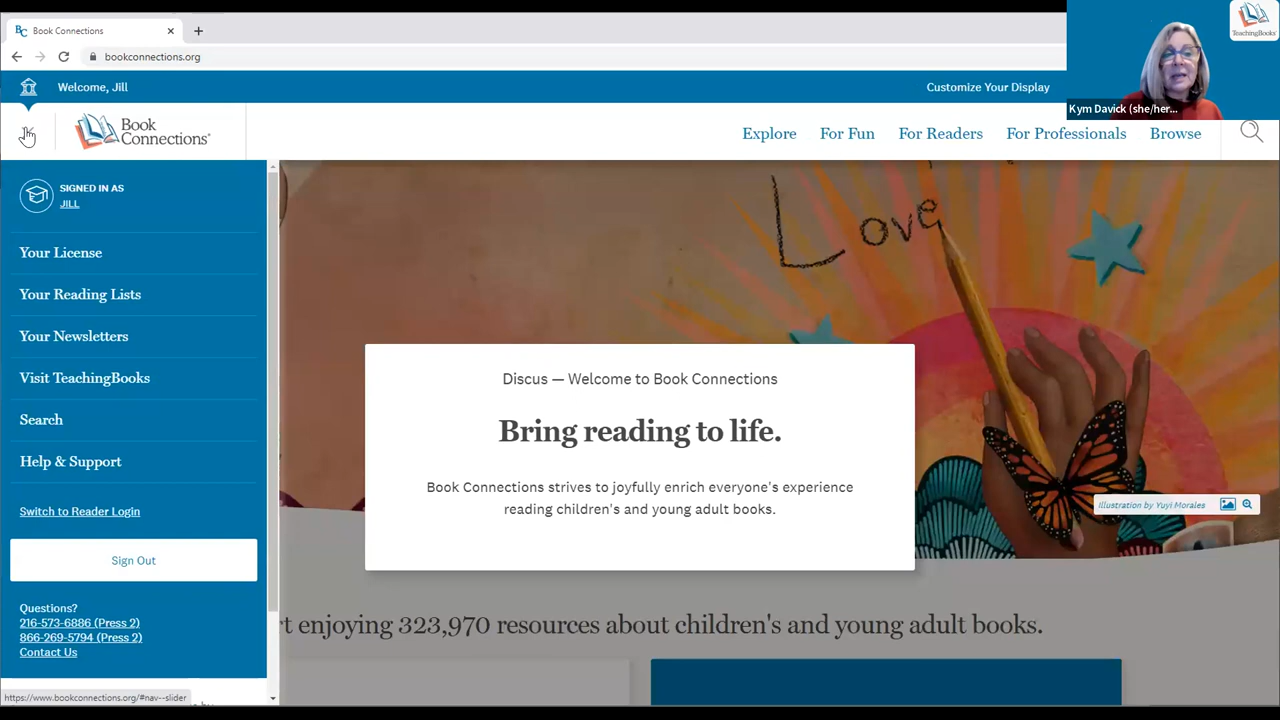 Book Connections
bookconnections.org
TeachingBooks
Kym Davick (she/her...
Welcome, Jill
Customize Your Display
Book
Connections
Explore
For Fun
For Readers
For Professionals
Browse
SIGNED IN AS
JILL
Your License
Your Reading Lists
Your Newsletters
Visit TeachingBooks
Search
Help & Support
Switch to Reader Login
Sign Out
Questions?
216-573-6886 (Press 2)
866-269-5794 (Press 2)
Contact Us
Love
Discus — Welcome to Book Connections
Bring reading to life.
Book Connections strives to joyfully enrich everyone's experience
reading children's and young adult books.
Illustration by Yuyi Morales
enjoying 323,970 resources about children's and young adult books.
https://www.bookconnections.org/#nav--slider